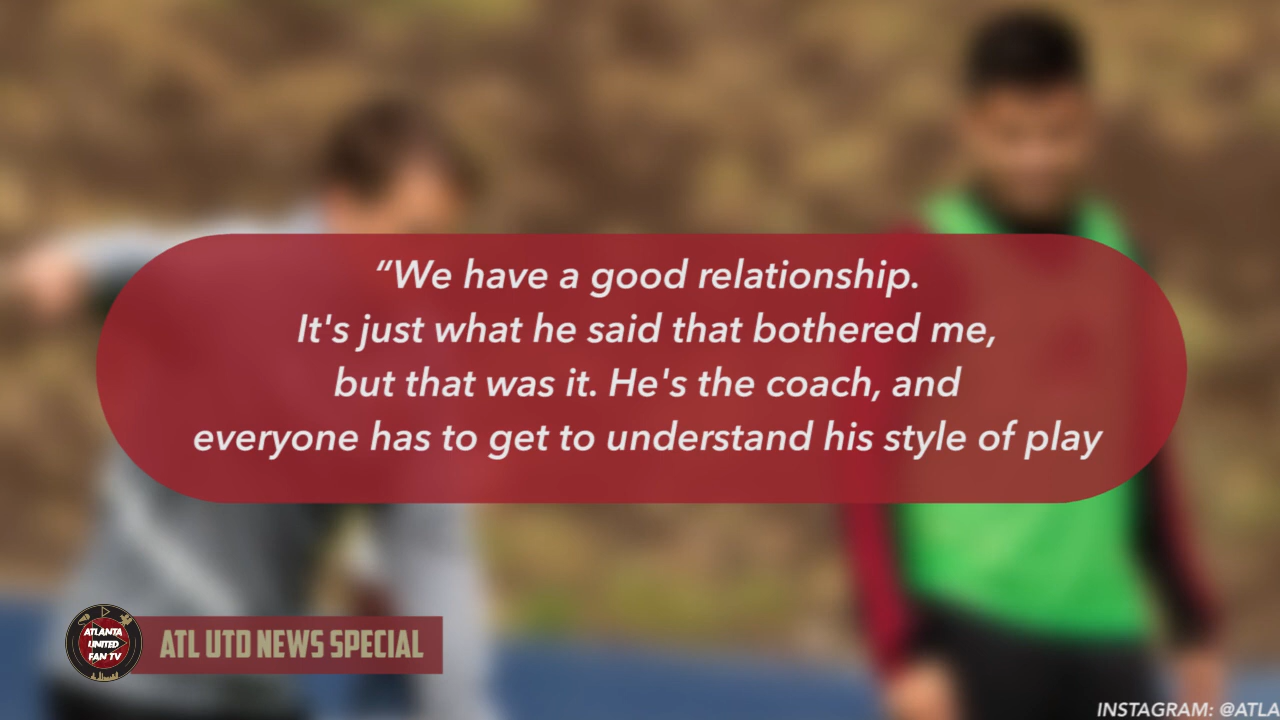 “We have a good relationship.
It's just what he said that bothered me,
but that was it. He's the coach, and
everyone has to get to understand his style of play
ATLANTA
UNITED
FAN TV
ATL UTD NEWS SPECIAL
INSTAGRAM: @ATLA